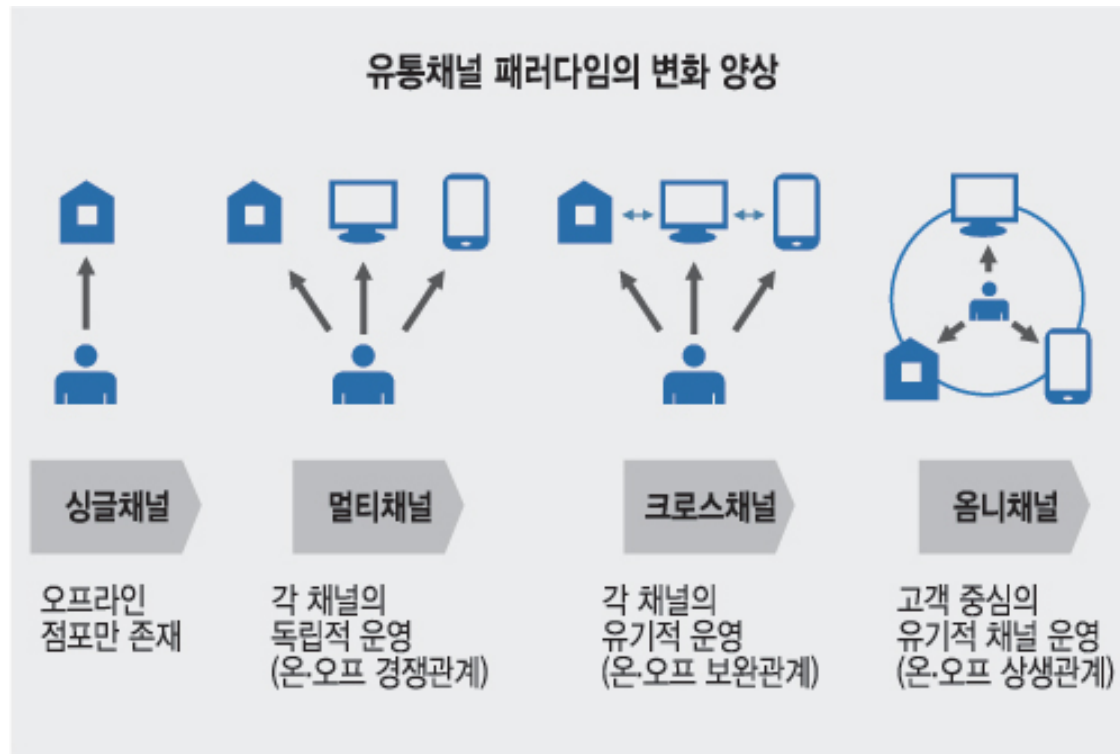 유통채널 패러다임의 변화 양상
싱글채널
멀티채널
크로스채널
옴니채널
오프라인
점포만 존재
각 채널의
독립적 운영
(온·오프 경쟁관계)
각 채널의
유기적 운영
(온·오프 보완관계)
고객 중심의
유기적 채널 운영
(온·오프 상생관계)